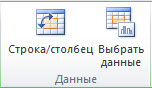 Строка/столбец Выбрать
данные
Данные